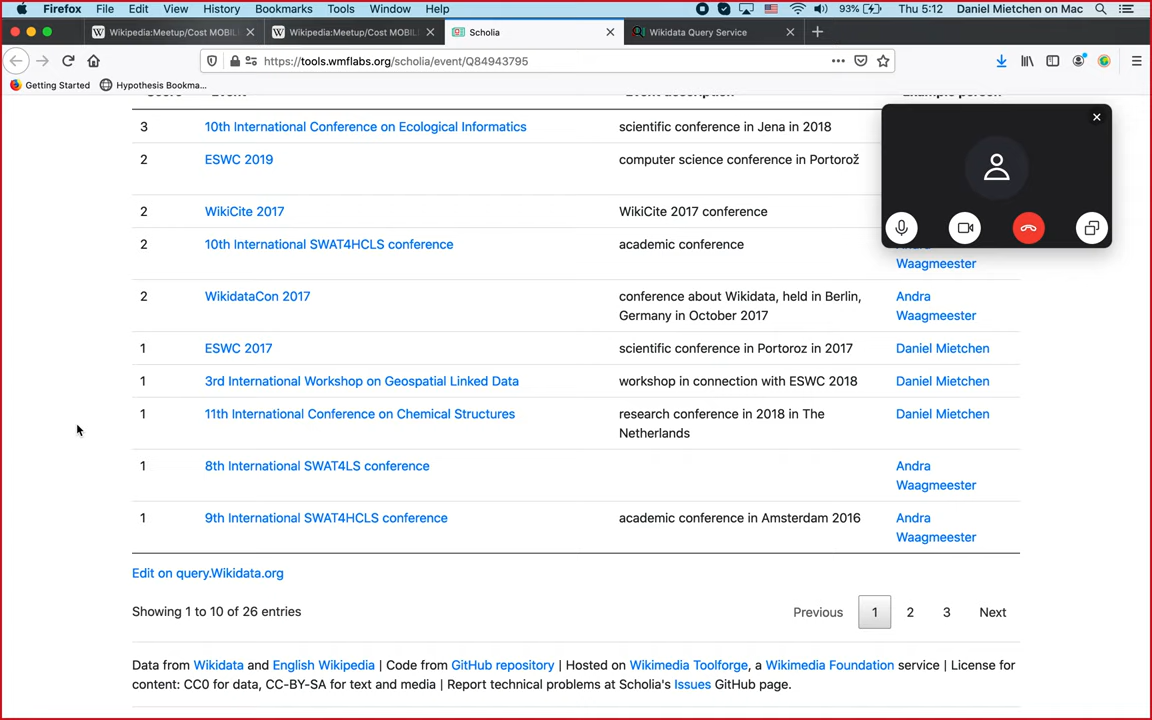 Firefox File Edit View History Bookmarks Tools Window Help 93% Thu 5:12 Daniel Mietchen on Mac
Wikipedia:Meetup/Cost MOBIL Wikipedia:Meetup/Cost MOBIL Scholia Wikidata Query Service
https://tools.wmflabs.org/scholia/event/Q84943795
Getting Started Hypothesis Bookma...
3 10th International Conference on Ecological Informatics scientific conference in Jena in 2018
2 ESWC 2019 computer science conference in Portorož
2 WikiCite 2017 WikiCite 2017 conference
2 10th International SWAT4HCLS conference academic conference
Waagmeester
2 WikidataCon 2017 conference about Wikidata, held in Berlin, Andra
Germany in October 2017 Waagmeester
1 ESWC 2017 scientific conference in Portoroz in 2017 Daniel Mietchen
1 3rd International Workshop on Geospatial Linked Data workshop in connection with ESWC 2018 Daniel Mietchen
1 11th International Conference on Chemical Structures research conference in 2018 in The Daniel Mietchen
Netherlands
1 8th International SWAT4LS conference Andra
Waagmeester
1 9th International SWAT4HCLS conference academic conference in Amsterdam 2016 Andra
Waagmeester
Edit on query.Wikidata.org
Showing 1 to 10 of 26 entries Previous 1 2 3 Next
Data from Wikidata and English Wikipedia | Code from GitHub repository | Hosted on Wikimedia Toolforge, a Wikimedia Foundation service | License for
content: CC0 for data, CC-BY-SA for text and media | Report technical problems at Scholia's Issues GitHub page.